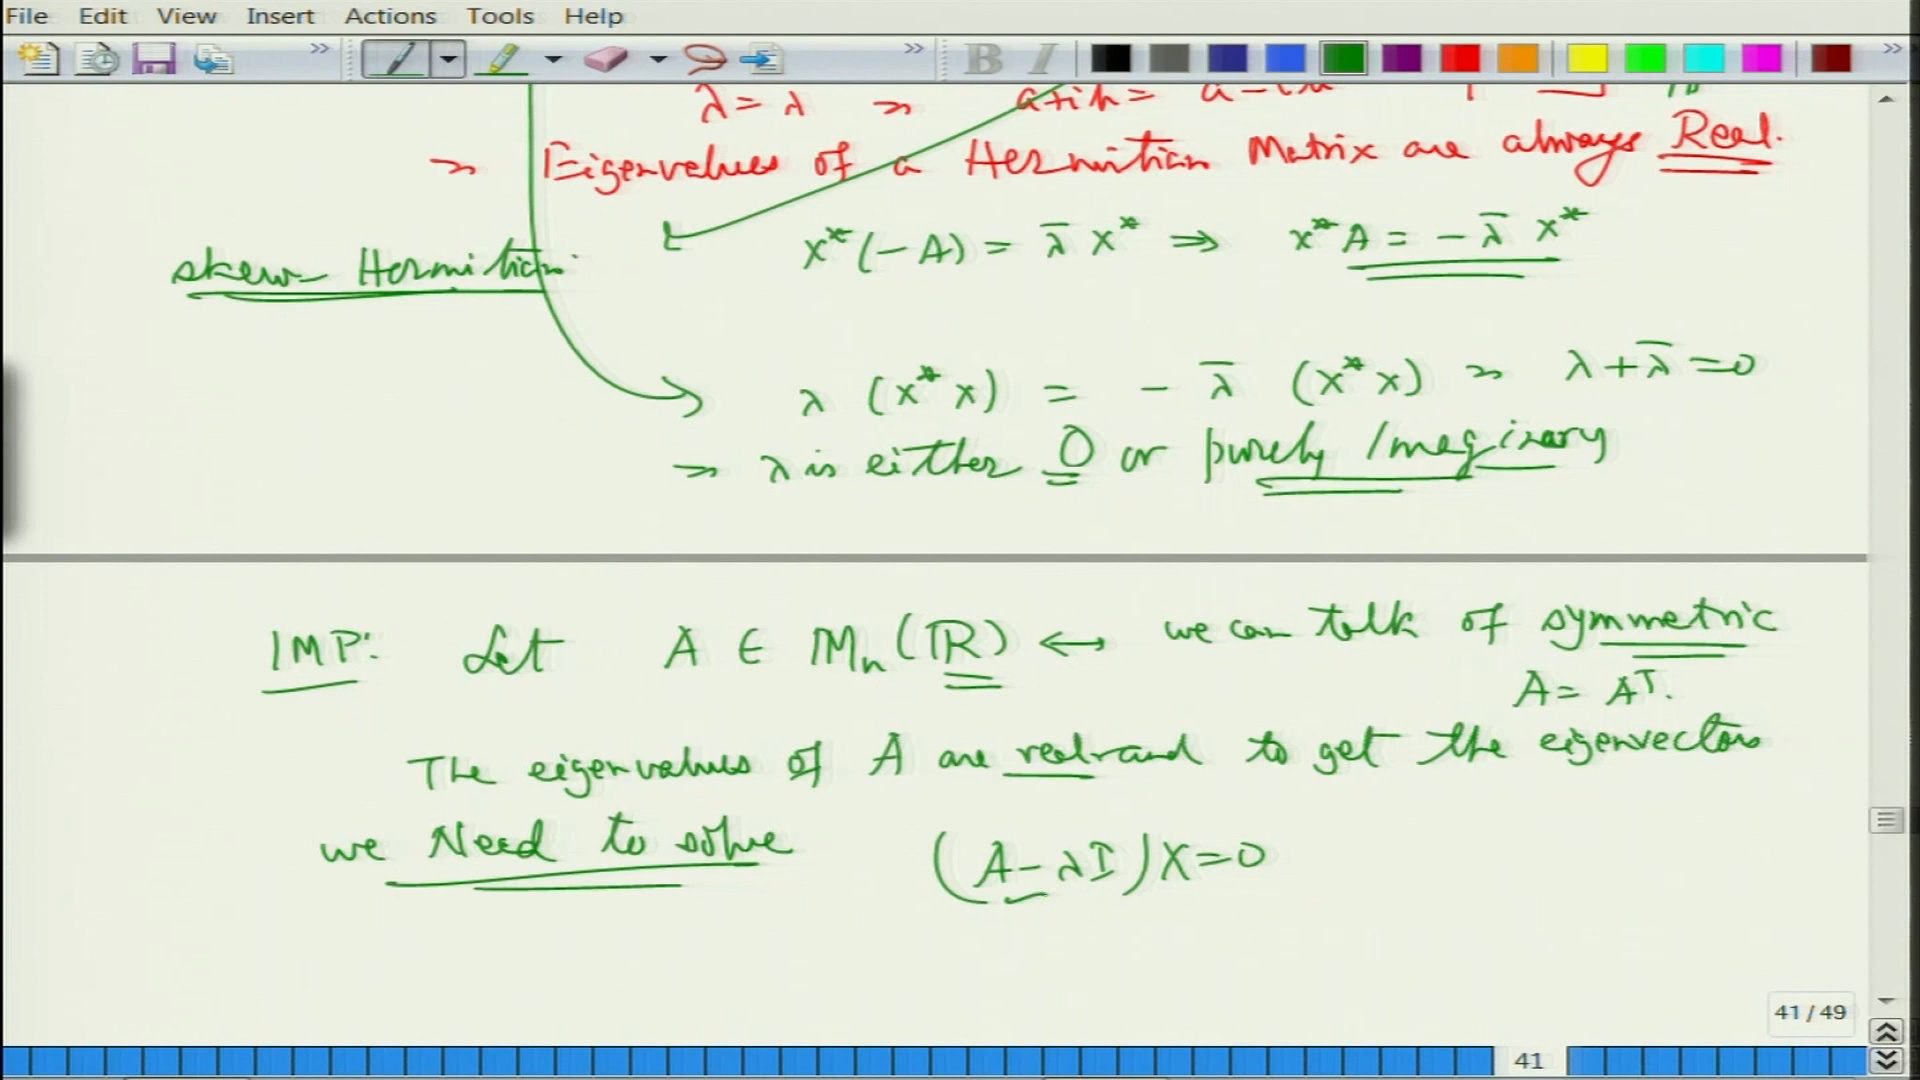 File Edit View Insert Actions Tools Help
B I
λ = λ ⇒ a+ib =
⇒ Eigenvalues of a Hermitian Matrix are always Real.
x*(-A) = λ̄ x* ⇒ x*A = -λ̄ x*
skew-Hermitian:
λ (x*x) = - λ̄ (x*x) ⇒ λ+λ̄=0
⇒ λ is either 0 or purely Imaginary
IMP: Let A ∈ Mn(ℝ) ↔ we can talk of symmetric
A = Aᵀ.
The eigenvalues of A are real and to get the eigenvectors
we Need to solve (A-λI)X=0
41 / 49
41